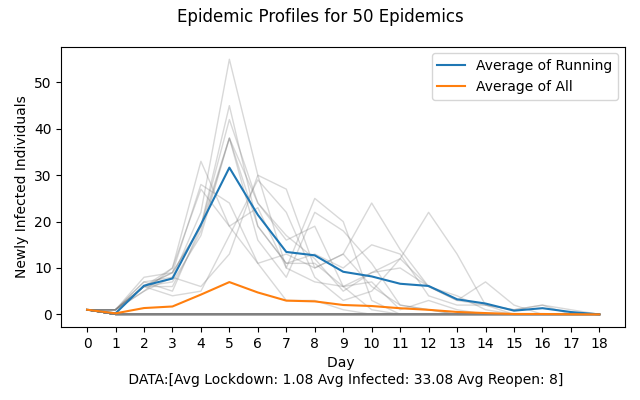 Epidemic Profiles for 50 Epidemics
Newly Infected Individuals
50
40
30
20
10
0
Average of Running
Average of All
0 1 2 3 4 5 6 7 8 9 10 11 12 13 14 15 16 17 18
Day
DATA:[Avg Lockdown: 1.08 Avg Infected: 33.08 Avg Reopen: 8]